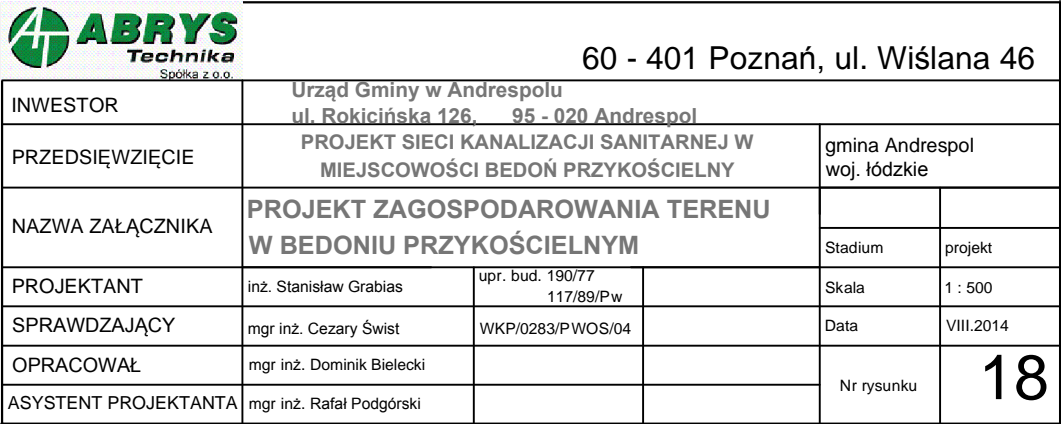 ABRYS
Technika
Spółka z o.o.
60 - 401 Poznań, ul. Wiślana 46
INWESTOR
Urząd Gminy w Andrespolu
ul. Rokicińska 126, 95 - 020 Andrespol
PRZEDSIĘWZIĘCIE
PROJEKT SIECI KANALIZACJI SANITARNEJ W
MIEJSCOWOŚCI BEDOŃ PRZYKOŚCIELNY
gmina Andrespol
woj. łódzkie
NAZWA ZAŁĄCZNIKA
PROJEKT ZAGOSPODAROWANIA TERENU
W BEDONIU PRZYKOŚCIELNYM
Stadium projekt
PROJEKTANT inż. Stanisław Grabias upr. bud. 190/77
117/89/Pw
Skala 1 : 500
SPRAWDZAJĄCY mgr inż. Cezary Świst WKP/0283/PWOS/04 Data VIII.2014
OPRACOWAŁ mgr inż. Dominik Bielecki
Nr rysunku 18
ASYSTENT PROJEKTANTA mgr inż. Rafał Podgórski